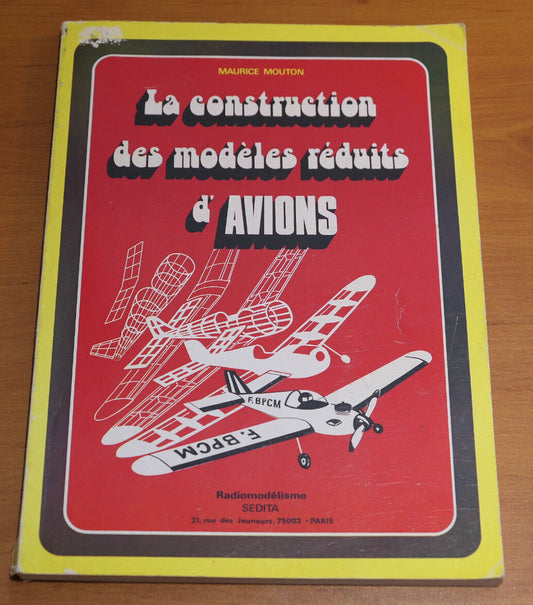 MAURICE MOUTON
La construction
des modèles réduits
d' AVIONS
F.BPCM
F.BPCM
Radiomodélisme
SEDITA
21, rue des Jeuneurs, 75002 - PARIS